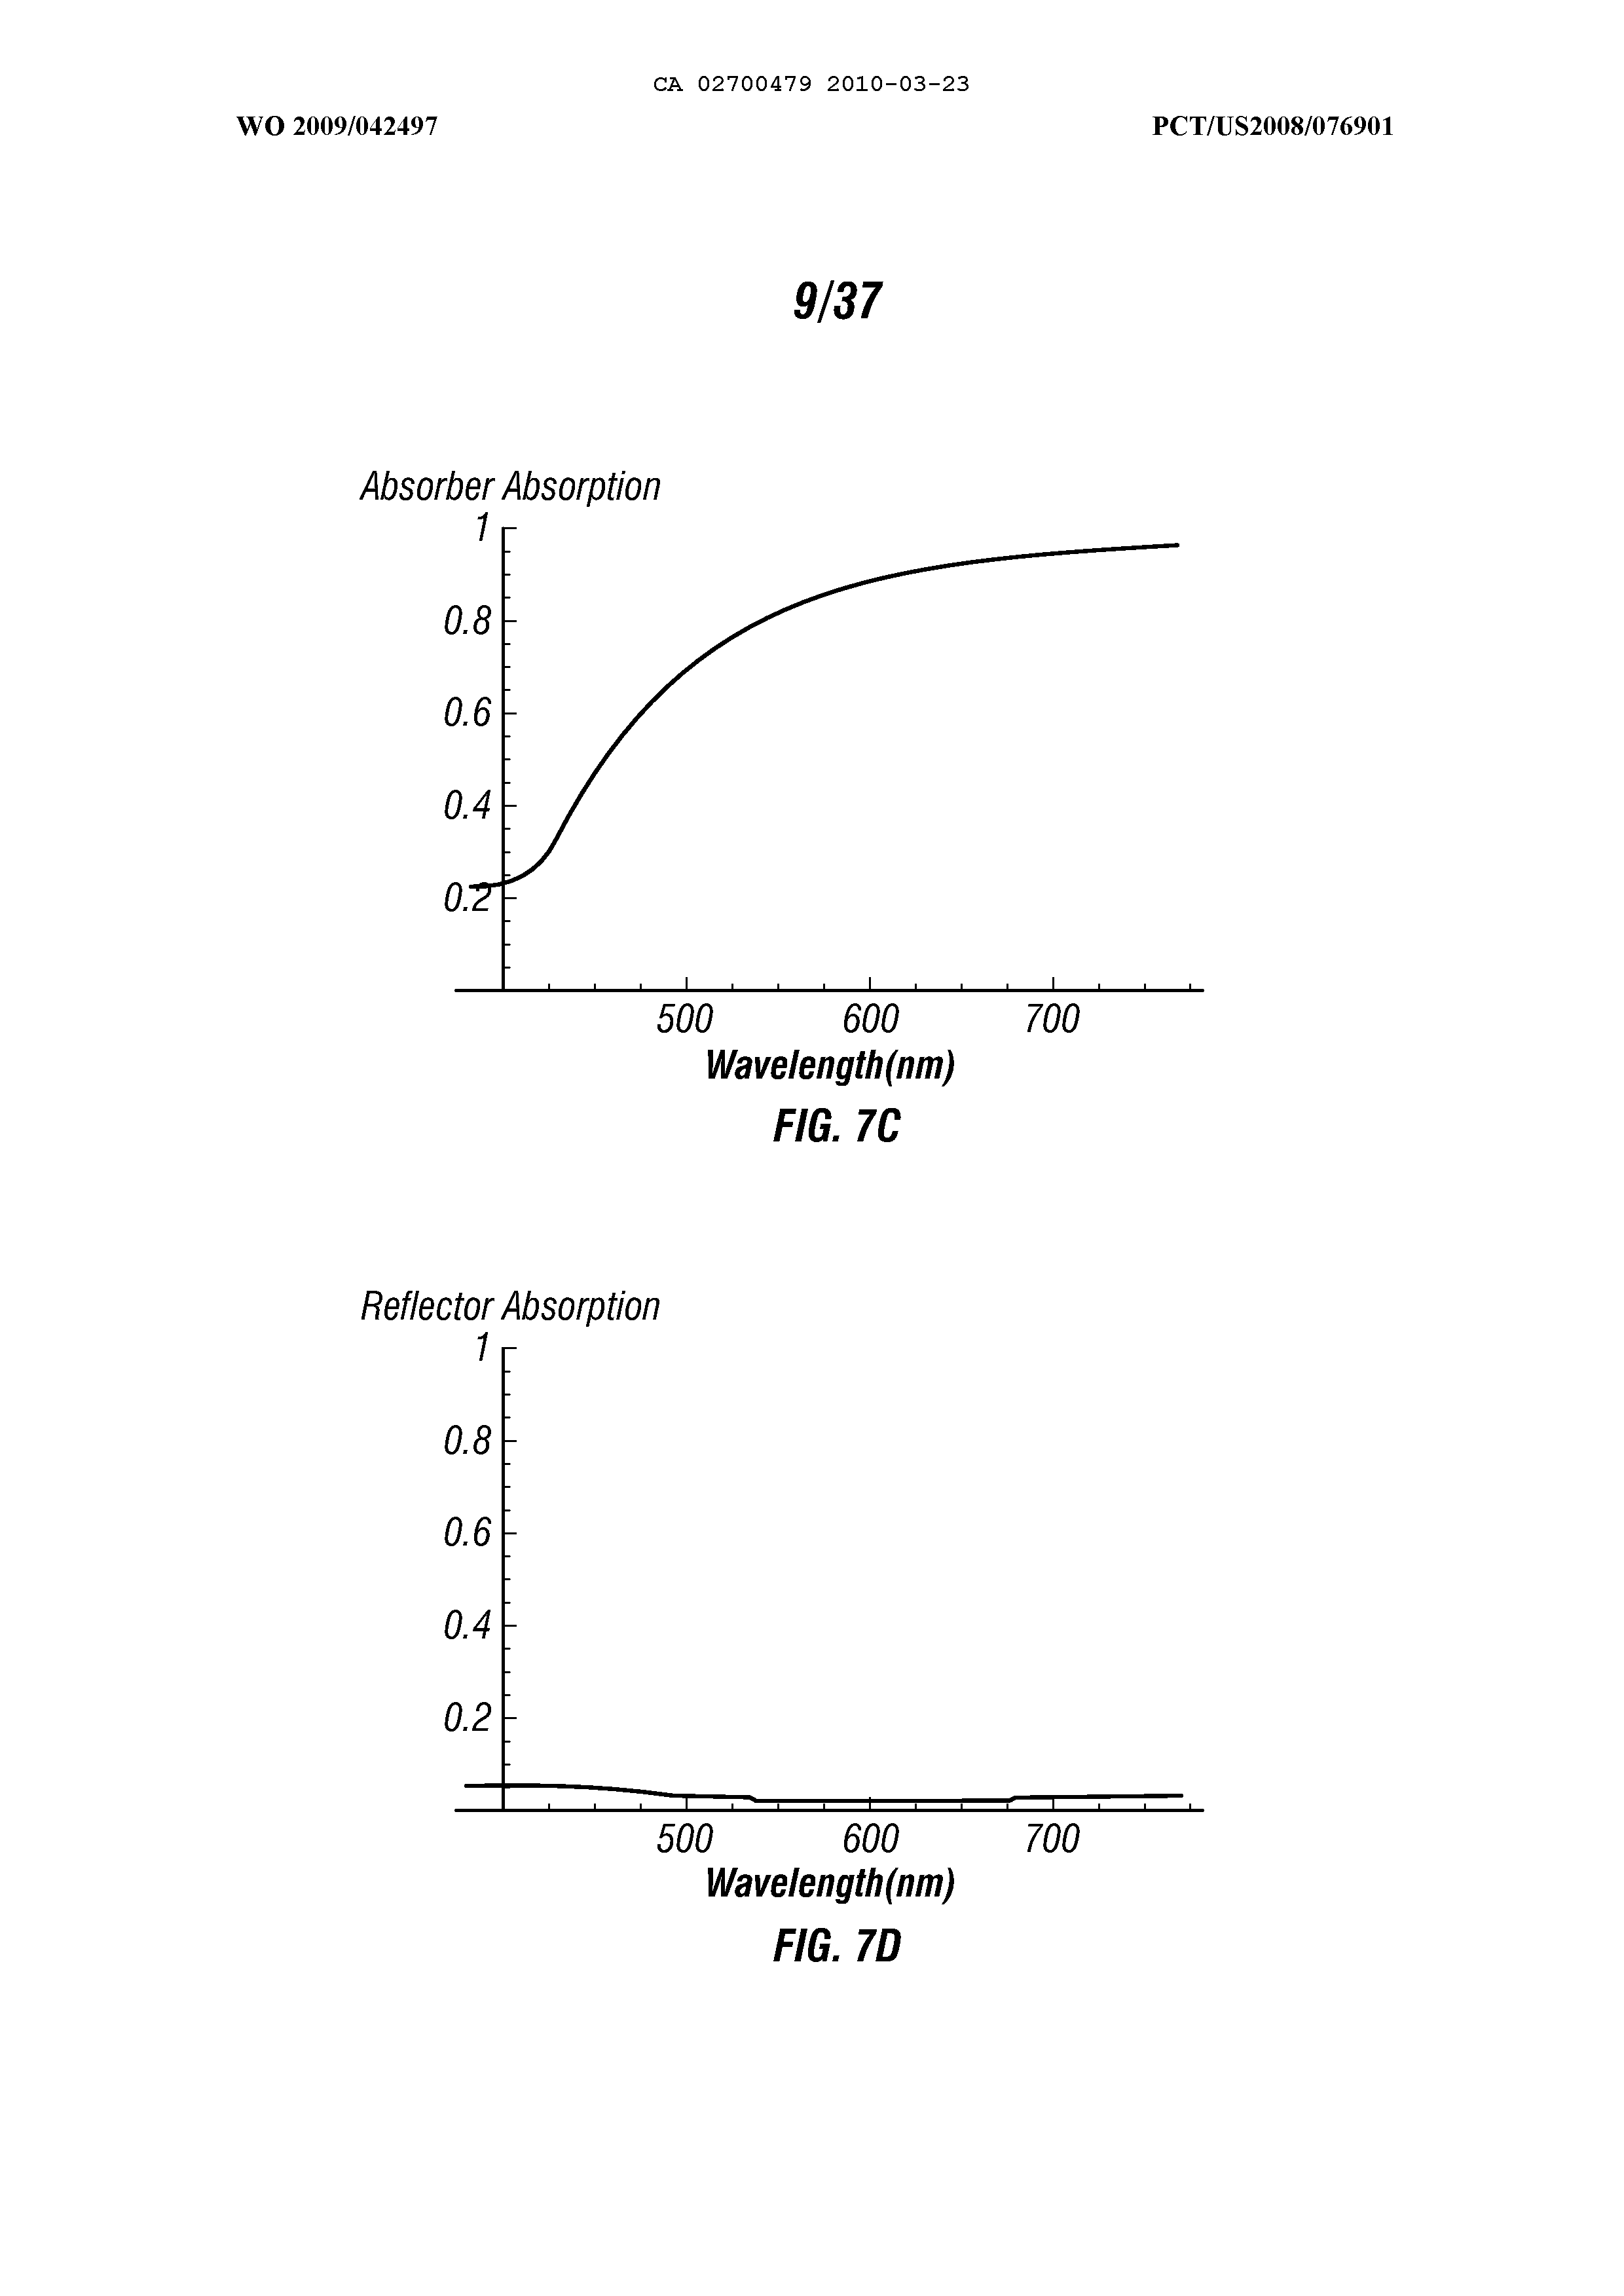 CA 02700479 2010-03-23
WO 2009/042497 PCT/US2008/076901
9/37
Absorber Absorption
1
0.8
0.6
0.4
0.2
500 600 700
Wavelength(nm)
FIG. 7C
Reflector Absorption
1
0.8
0.6
0.4
0.2
500 600 700
Wavelength(nm)
FIG. 7D